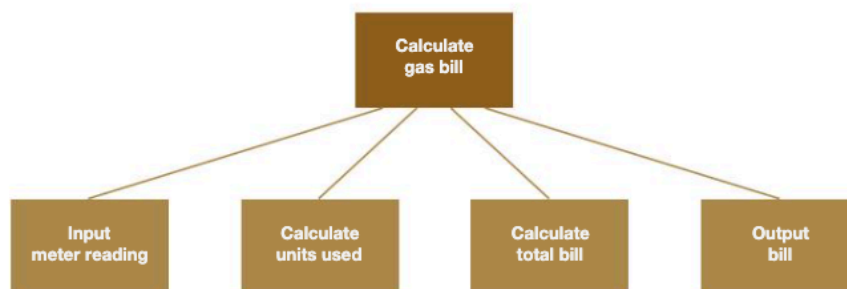 Calculate
gas bill
Input
meter reading
Calculate
units used
Calculate
total bill
Output
bill